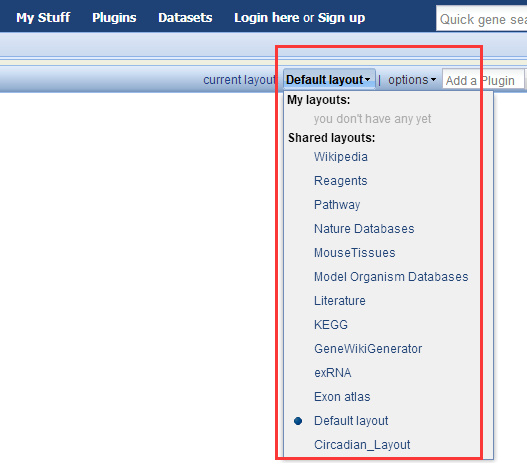 My Stuff Plugins Datasets Login here or Sign up Quick gene sea
current layout Default layout | options Add a Plugin
My layouts:
you don't have any yet
Shared layouts:
Wikipedia
Reagents
Pathway
Nature Databases
MouseTissues
Model Organism Databases
Literature
KEGG
GeneWikiGenerator
exRNA
Exon atlas
Default layout
Circadian_Layout